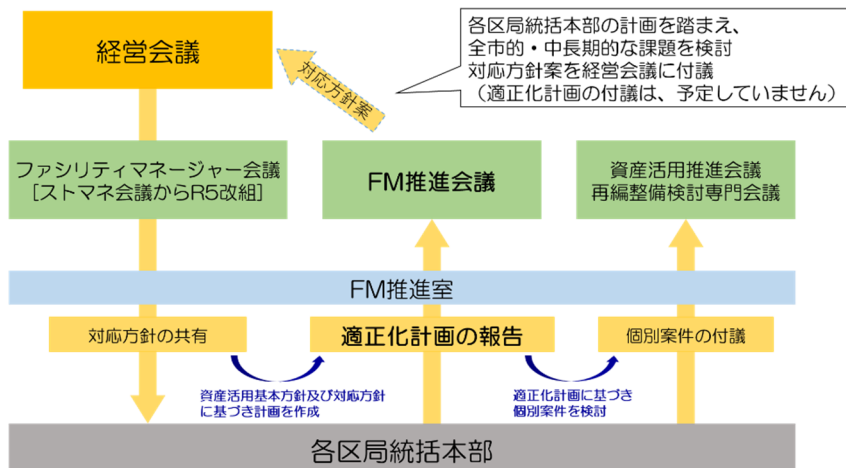 経営会議
対応方針案
各区局統括本部の計画を踏まえ、
全市的・中長期的な課題を検討
対応方針案を経営会議に付議
（適正化計画の付議は、予定していません）
ファシリティマネージャー会議
[ストマネ会議からR5改組]
FM推進会議
資産活用推進会議
再編整備検討専門会議
FM推進室
対応方針の共有
適正化計画の報告
個別案件の付議
資産活用基本方針及び対応方針
に基づき計画を作成
適正化計画に基づき
個別案件を検討
各区局統括本部